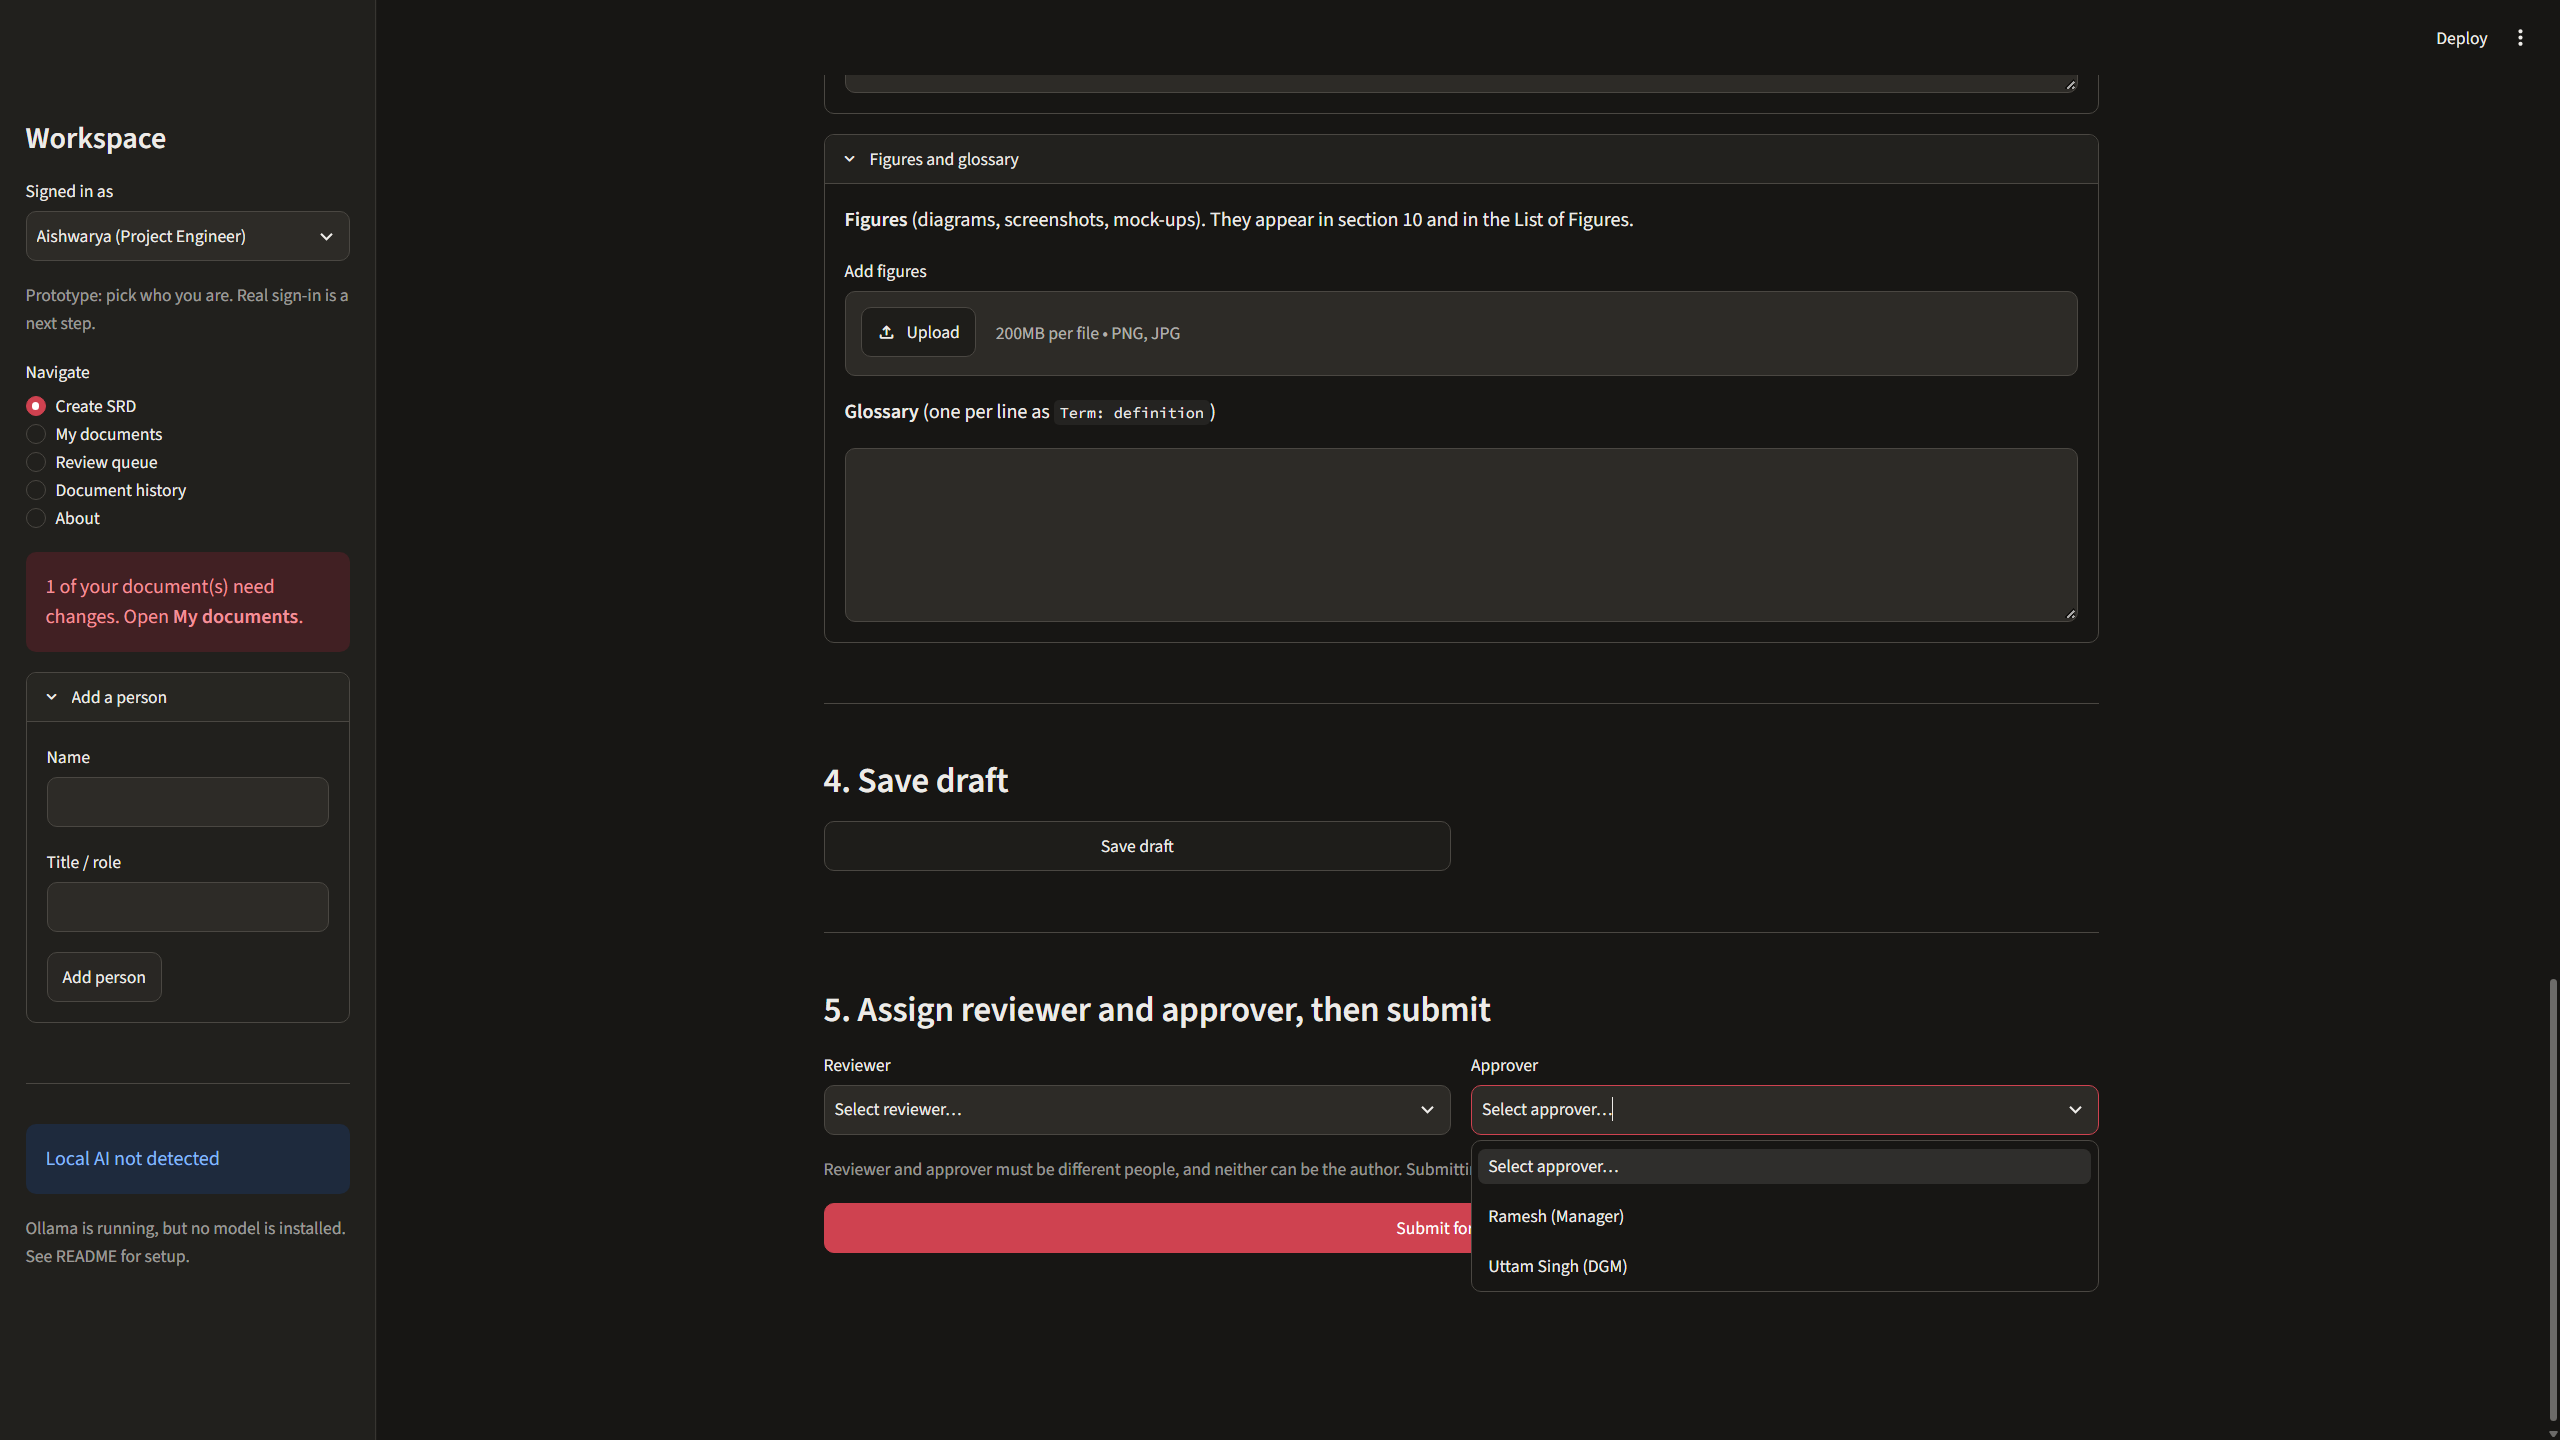 Deploy
Workspace
Signed in as
Aishwarya (Project Engineer)
Prototype: pick who you are. Real sign-in is a
next step.
Navigate
Create SRD
My documents
Review queue
Document history
About
1 of your document(s) need
changes. Open My documents.
Add a person
Name
Title / role
Add person
Local AI not detected
Ollama is running, but no model is installed.
See README for setup.
Figures and glossary
Figures (diagrams, screenshots, mock-ups). They appear in section 10 and in the List of Figures.
Add figures
Upload
200MB per file • PNG, JPG
Glossary (one per line as Term: definition)
4. Save draft
Save draft
5. Assign reviewer and approver, then submit
Reviewer
Select reviewer…
Approver
Select approver…
Select approver…
Ramesh (Manager)
Uttam Singh (DGM)
Reviewer and approver must be different people, and neither can be the author.
Submit